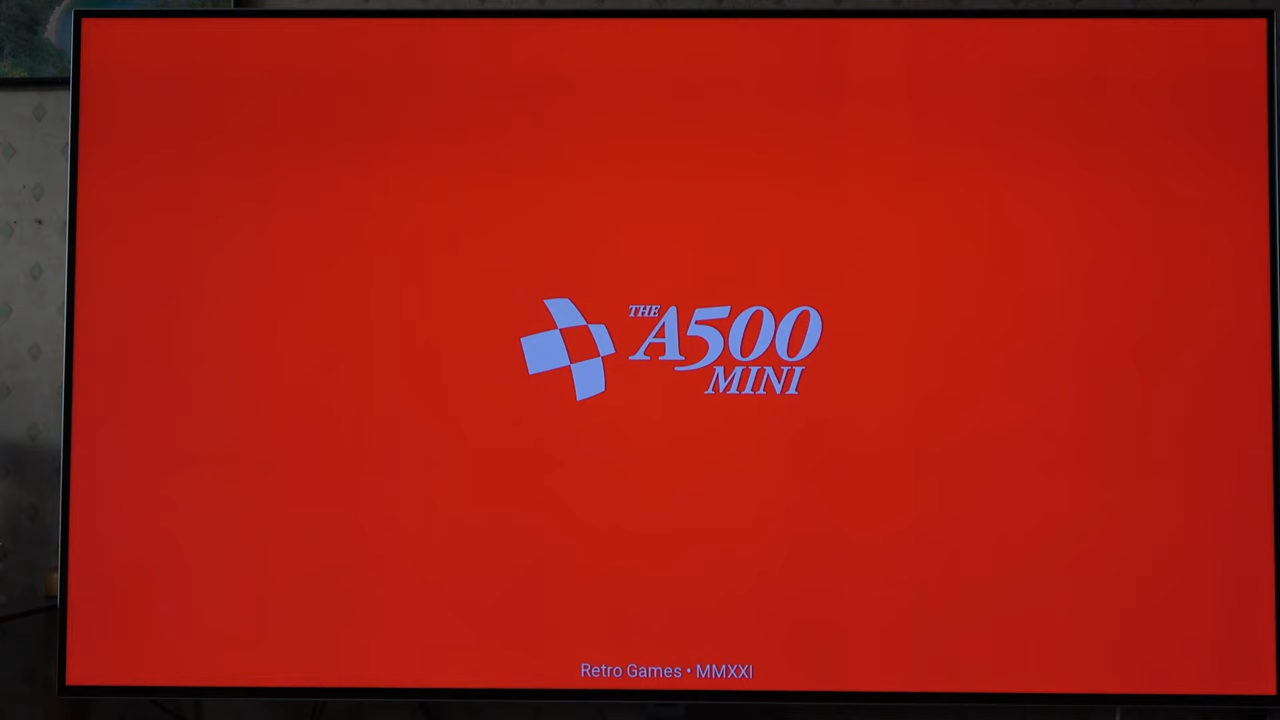 THE A500
MINI
Retro Games • MMXXI